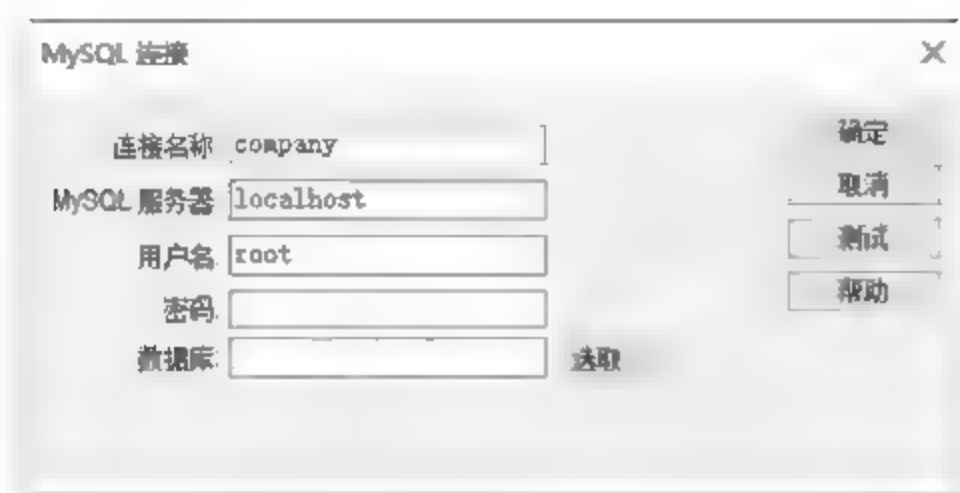 MySQL 连接
连接名称 company
MySQL 服务器 localhost
用户名 root
密码
数据库
选取
确定
取消
测试
帮助